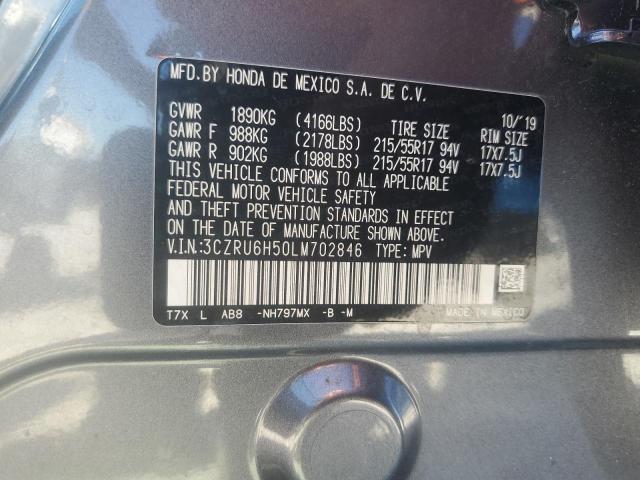 MFD.BY HONDA DE MEXICO S.A. DE C.V.
10/'19
GVWR 1890KG (4166LBS) TIRE SIZE RIM SIZE
GAWR F 988KG (2178LBS) 215/55R17 94V 17X7.5J
GAWR R 902KG (1988LBS) 215/55R17 94V 17X7.5J
THIS VEHICLE CONFORMS TO ALL APPLICABLE
FEDERAL MOTOR VEHICLE SAFETY
AND THEFT PREVENTION STANDARDS IN EFFECT
ON THE DATE OF MANUFACTURE SHOWN ABOVE.
V.I.N:3CZRU6H50LM702846 TYPE: MPV
T7X L AB8 -NH797MX -B -M
MADE IN MEXICO